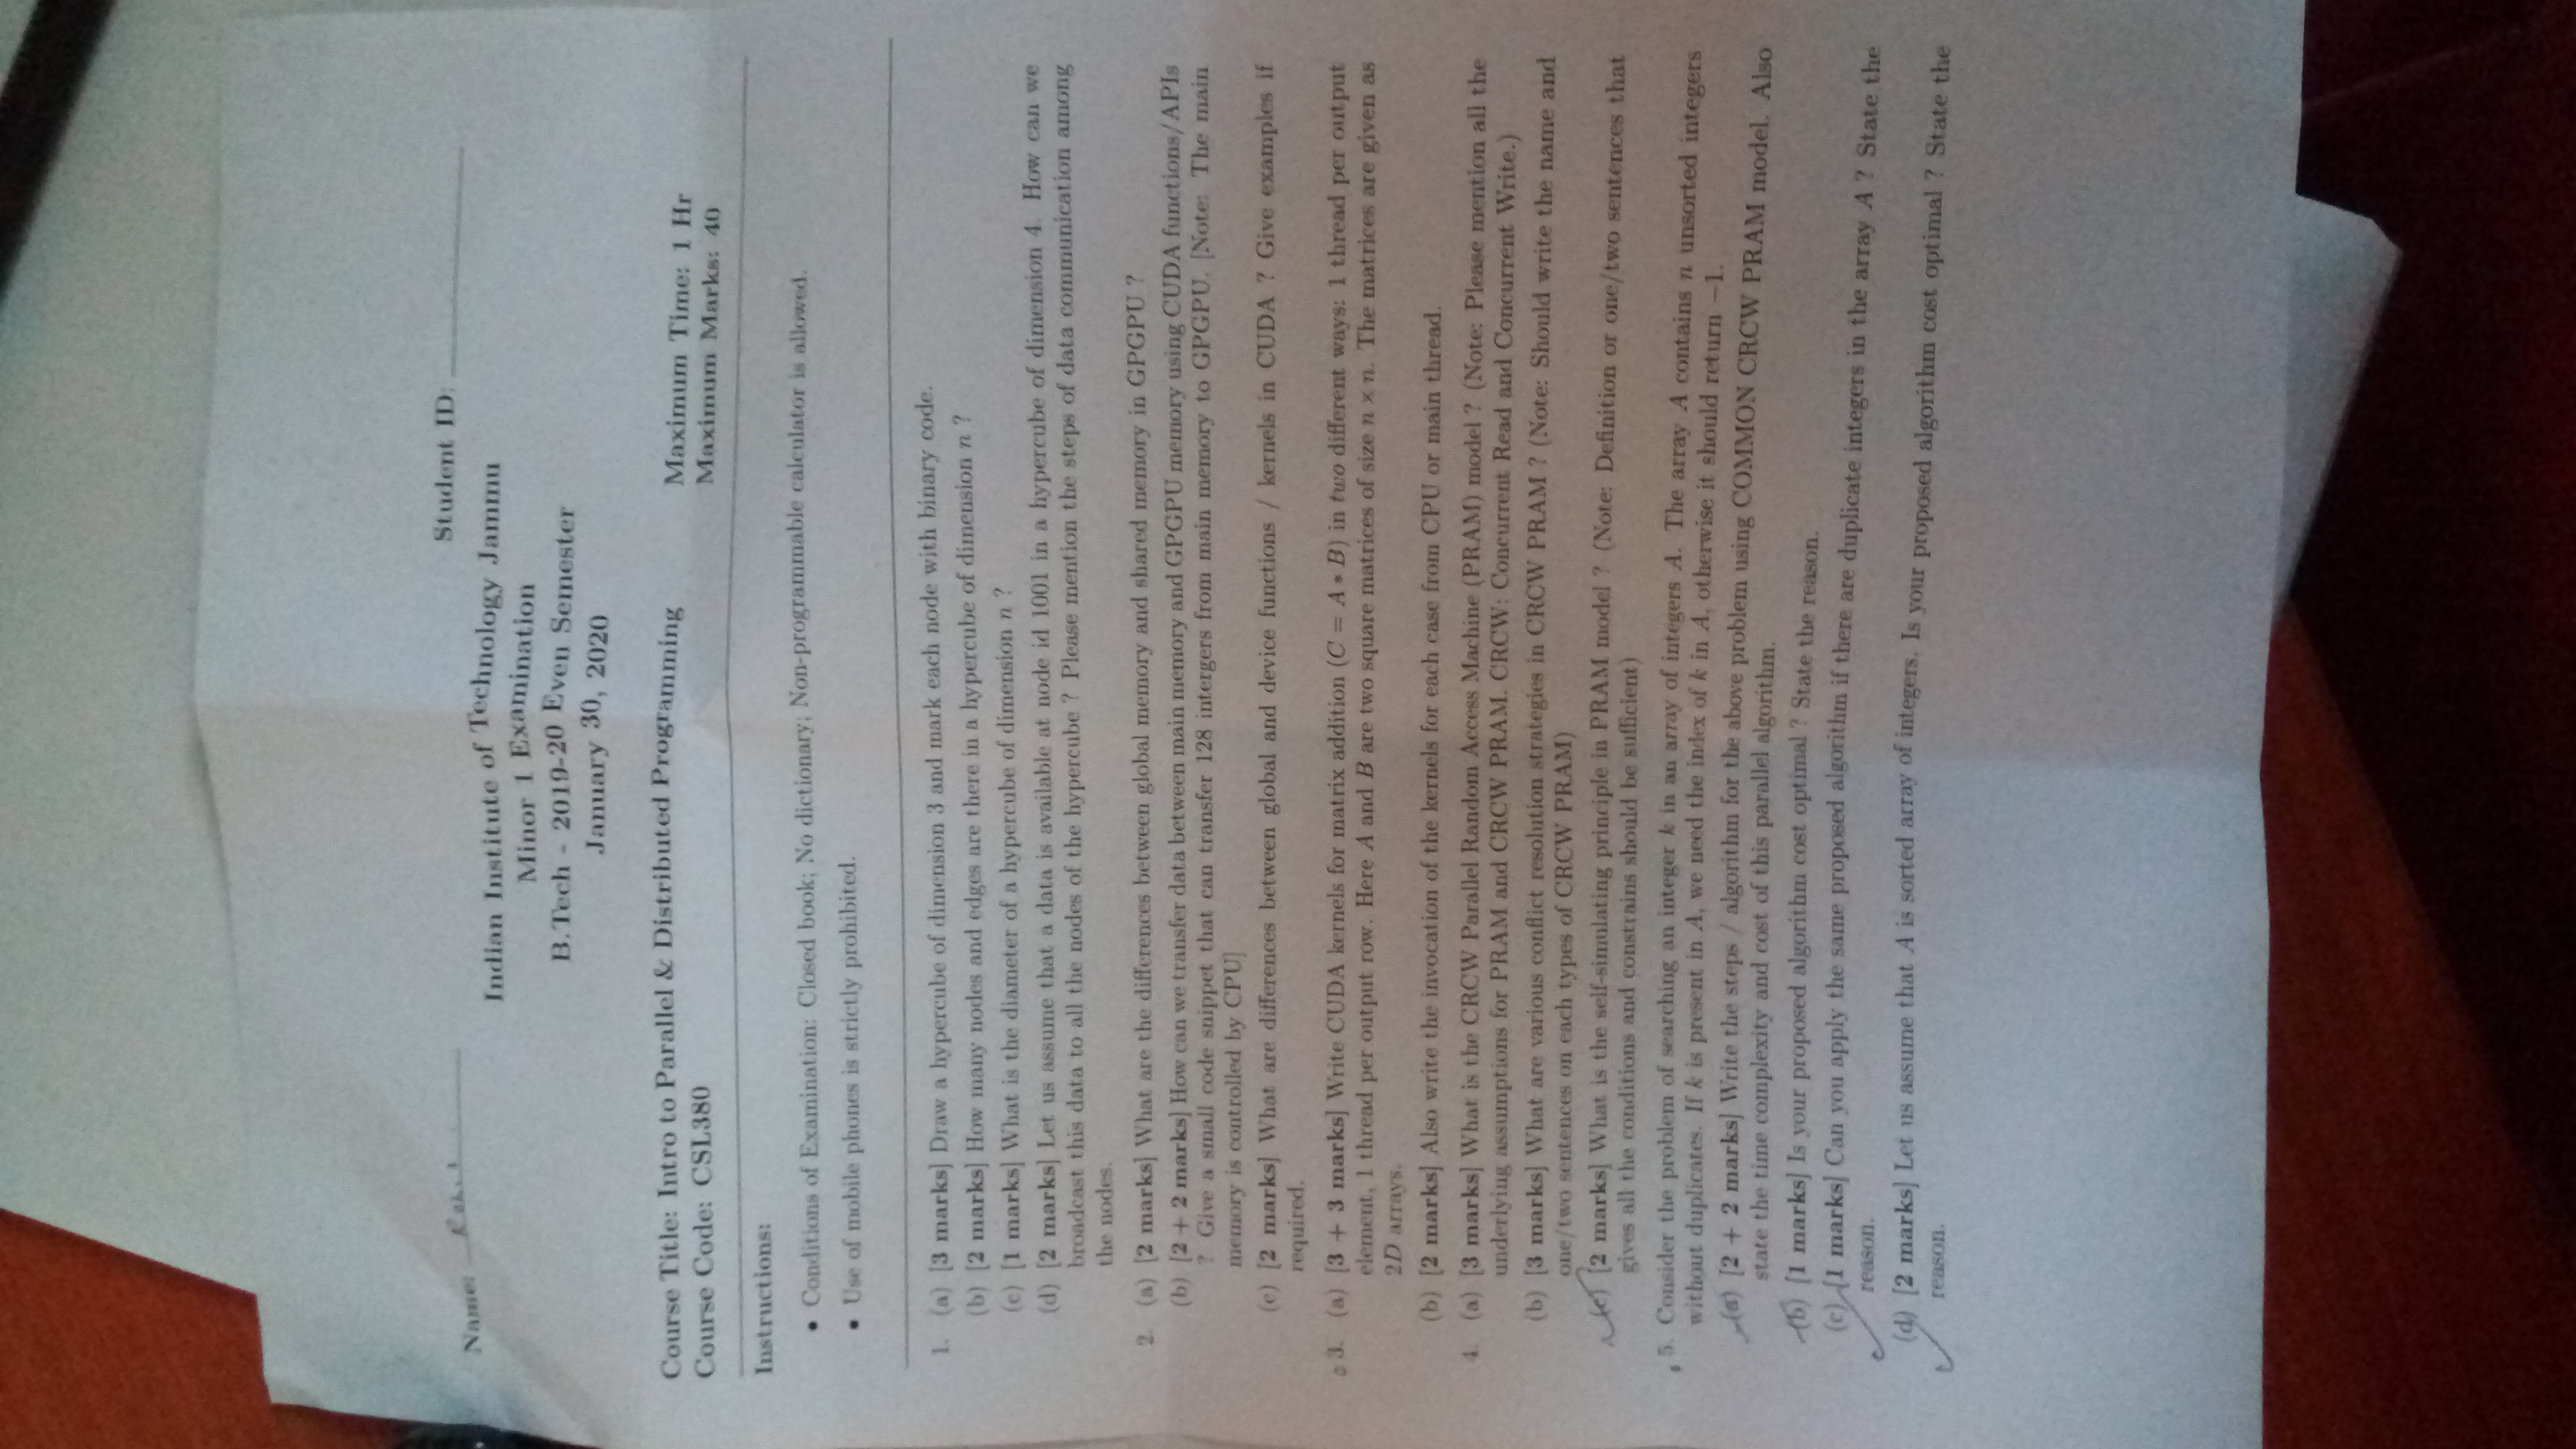 Student ID:
Name:
Indian Institute of Technology Jammu
Minor 1 Examination
B.Tech - 2019-20 Even Semester
January 30, 2020
Course Title: Intro to Parallel & Distributed Programming Maximum Time: 1 Hr
Course Code: CSL380 Maximum Marks: 40
Instructions:
• Conditions of Examination: Closed book; No dictionary; Non-programmable calculator is allowed.
• Use of mobile phones is strictly prohibited.
1. (a) [3 marks] Draw a hypercube of dimension 3 and mark each node with binary code.
(b) [2 marks] How many nodes and edges are there in a hypercube of dimension n ?
(c) [1 marks] What is the diameter of a hypercube of dimension n ?
(d) [2 marks] Let us assume that a data is available at node id 1001 in a hypercube of dimension 4. How can we
broadcast this data to all the nodes of the hypercube ? Please mention the steps of data communication among
the nodes.
2. (a) [2 marks] What are the differences between global memory and shared memory in GPGPU ?
(b) [2 + 2 marks] How can we transfer data between main memory and GPGPU memory using CUDA functions/APIs
? Give a small code snippet that can transfer 128 intergers from main memory to GPGPU. [Note: The main
memory is controlled by CPU]
(c) [2 marks] What are differences between global and device functions / kernels in CUDA ? Give examples if
required.
3. (a) [3 + 3 marks] Write CUDA kernels for matrix addition (C = A * B) in two different ways: 1 thread per output
element, 1 thread per output row. Here A and B are two square matrices of size n × n. The matrices are given as
2D arrays.
(b) [2 marks] Also write the invocation of the kernels for each case from CPU or main thread.
4. (a) [3 marks] What is the CRCW Parallel Random Access Machine (PRAM) model ? (Note: Please mention all the
underlying assumptions for PRAM and CRCW PRAM. CRCW: Concurrent Read and Concurrent Write.)
(b) [3 marks] What are various conflict resolution strategies in CRCW PRAM ? (Note: Should write the name and
one/two sentences on each types of CRCW PRAM)
(c) [2 marks] What is the self-simulating principle in PRAM model ? (Note: Definition or one/two sentences that
gives all the conditions and constrains should be sufficient)
5. Consider the problem of searching an integer k in an array of integers A. The array A contains n unsorted integers
without duplicates. If k is present in A, we need the index of k in A, otherwise it should return −1.
(a) [2 + 2 marks] Write the steps / algorithm for the above problem using COMMON CRCW PRAM model. Also
state the time complexity and cost of this parallel algorithm.
(b) [1 marks] Is your proposed algorithm cost optimal ? State the reason.
(c) [1 marks] Can you apply the same proposed algorithm if there are duplicate integers in the array A ? State the
reason.
(d) [2 marks] Let us assume that A is sorted array of integers. Is your proposed algorithm cost optimal ? State the
reason.